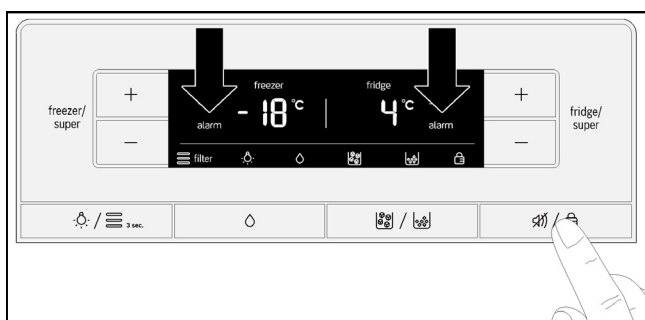 freezer fridge
freezer/
super
+
-
alarm
- 18 °C
4 °C
alarm
+
-
fridge/
super
filter
/ 3 sec.
/
/